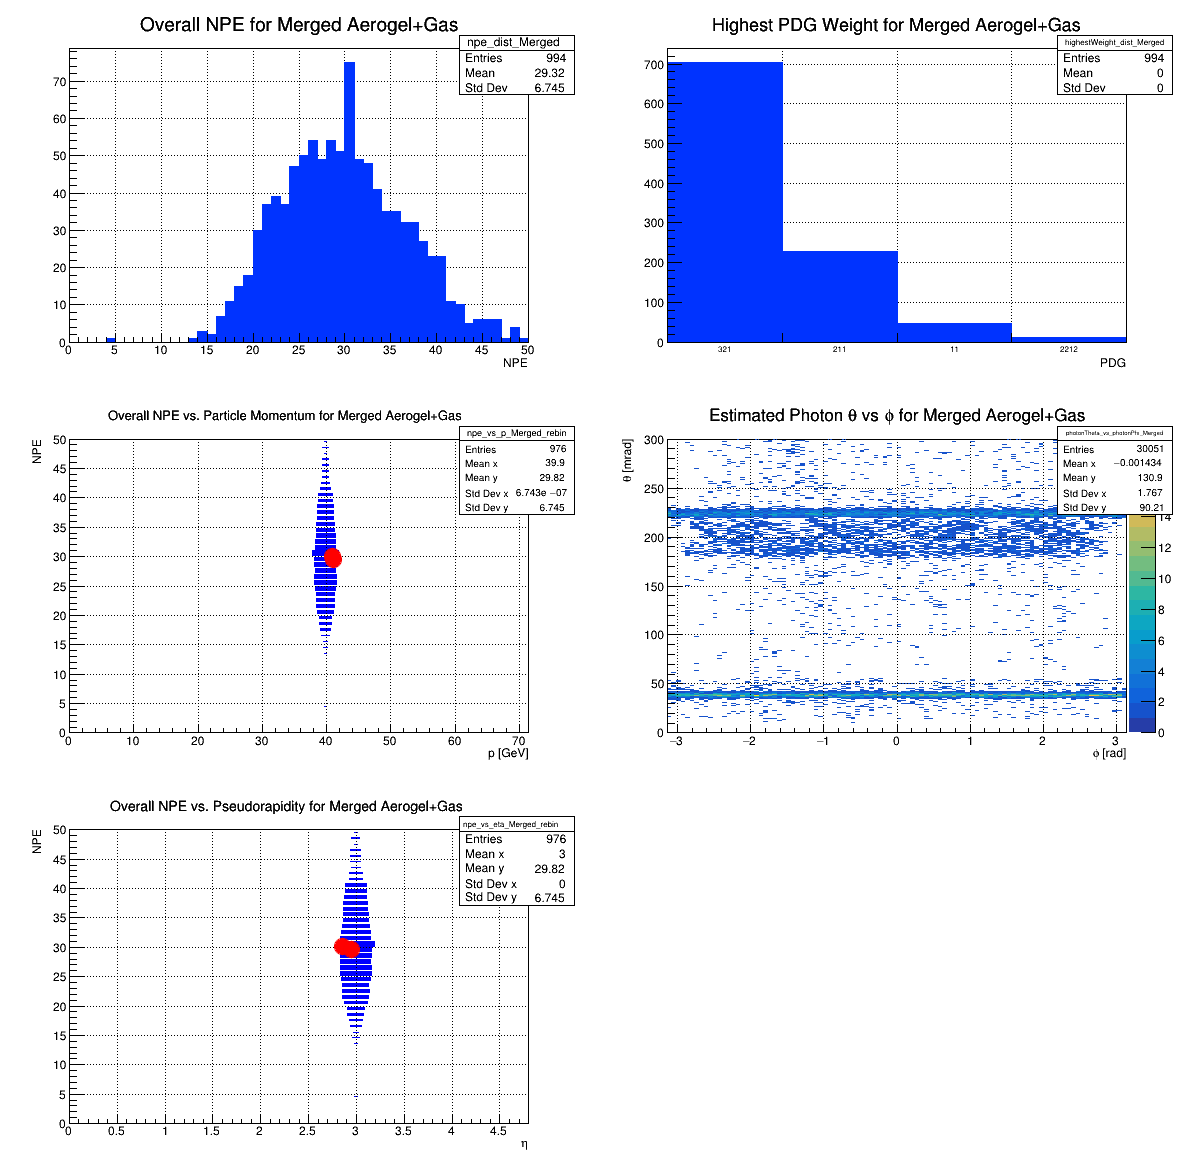 Overall NPE for Merged Aerogel+Gas
npe_dist_Merged
Entries 994
Mean 29.32
Std Dev 6.745
70
60
50
40
30
20
10
0
0 5 10 15 20 25 30 35 40 45 50
NPE
Highest PDG Weight for Merged Aerogel+Gas
highestWeight_dist_Merged
Entries 994
Mean 0
Std Dev 0
700
600
500
400
300
200
100
0
321 211 11 2212
PDG
Overall NPE vs. Particle Momentum for Merged Aerogel+Gas
npe_vs_p_Merged_rebin
Entries 976
Mean x 39.9
Mean y 29.82
Std Dev x 6.743e −07
Std Dev y 6.745
NPE
50
45
40
35
30
25
20
15
10
5
0
0 10 20 30 40 50 60 70
p [GeV]
Estimated Photon θ vs ϕ for Merged Aerogel+Gas
photonTheta_vs_photonPhi_Merged
Entries 30051
Mean x −0.001434
Mean y 130.9
Std Dev x 1.767
Std Dev y 90.21
θ [mrad]
300
250
200
150
100
50
0
−3 −2 −1 0 1 2 3
ϕ [rad]
14
12
10
8
6
4
2
0
Overall NPE vs. Pseudorapidity for Merged Aerogel+Gas
npe_vs_eta_Merged_rebin
Entries 976
Mean x 3
Mean y 29.82
Std Dev x 0
Std Dev y 6.745
NPE
50
45
40
35
30
25
20
15
10
5
0
0 0.5 1 1.5 2 2.5 3 3.5 4 4.5
η